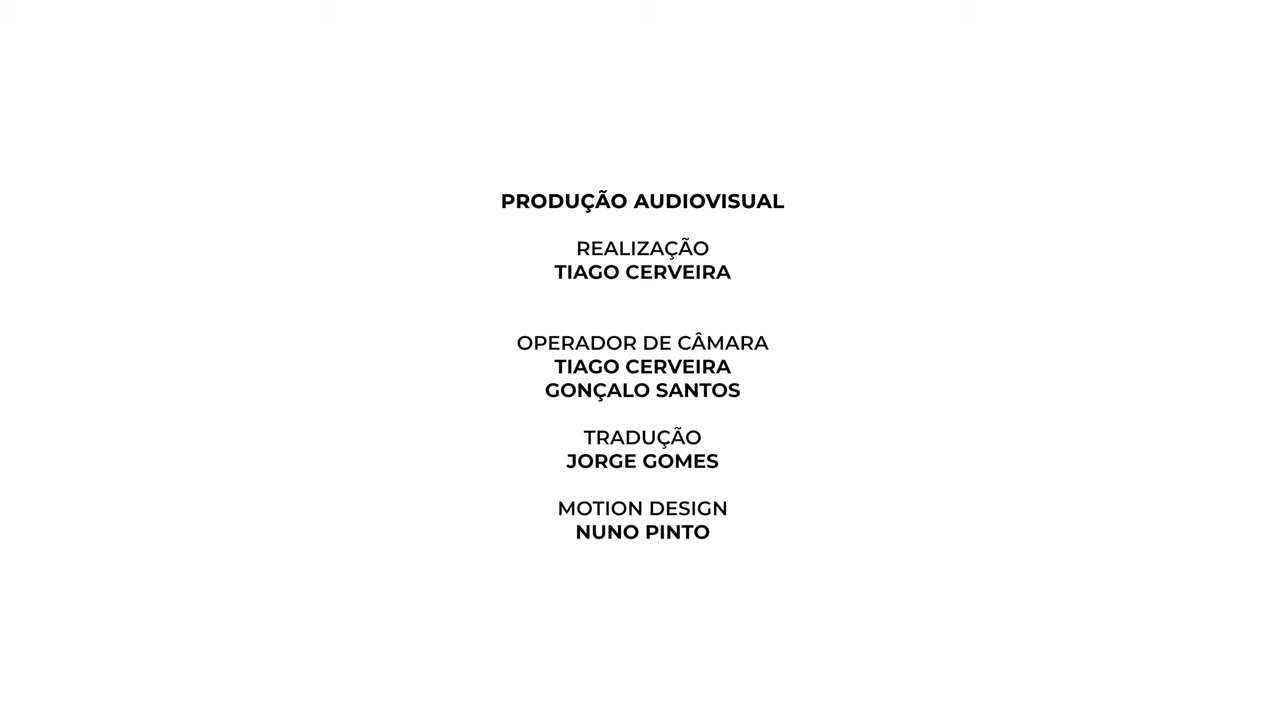 PRODUÇÃO AUDIOVISUAL
REALIZAÇÃO
TIAGO CERVEIRA
OPERADOR DE CÂMARA
TIAGO CERVEIRA
GONÇALO SANTOS
TRADUÇÃO
JORGE GOMES
MOTION DESIGN
NUNO PINTO